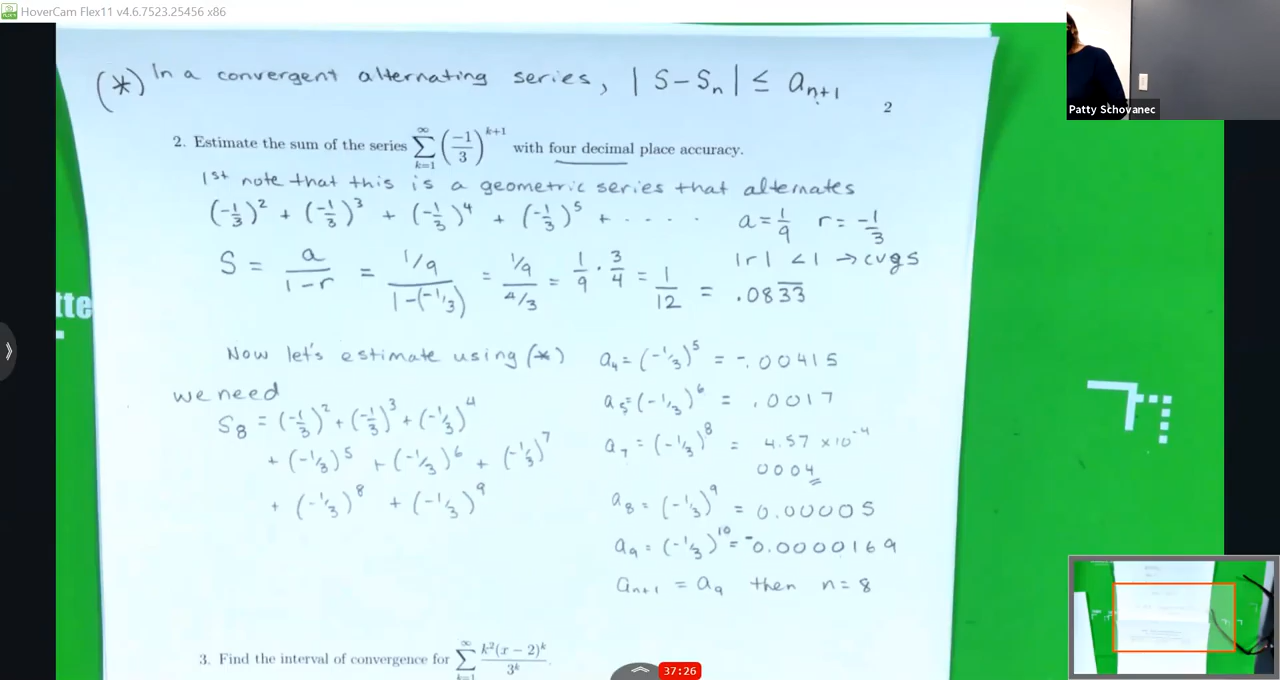 HoverCam Flex11 v4.6.7523.25456 x86
(*) In a convergent alternating series, | S - Sₙ | ≤ aₙ₊₁
2
Patty Schovanec
2. Estimate the sum of the series ∑_{k=1}^{∞} (-1/3)^{k+1} with four decimal place accuracy.
1st note that this is a geometric series that alternates
(-1/3)² + (-1/3)³ + (-1/3)⁴ + (-1/3)⁵ + . . . . . a = 1/9 r = -1/3
|r| < 1 → cvgs
S = a/(1-r) = (1/9)/(1-(-1/3)) = (1/9)/(4/3) = 1/9 · 3/4 = 1/12 = .0833̅
tte
Now let's estimate using (*)
we need
S₈ = (-1/3)² + (-1/3)³ + (-1/3)⁴
+ (-1/3)⁵ + (-1/3)⁶ + (-1/3)⁷
+ (-1/3)⁸ + (-1/3)⁹
a₄ = (-1/3)⁵ = -.00415
a₅ = (-1/3)⁶ = .0017
a₇ = (-1/3)⁸ = 4.57 × 10⁻⁴
0004
a₈ = (-1/3)⁹ = 0.00005
a₉ = (-1/3)¹⁰ = -0.0000169
aₙ₊₁ = a₉ then n = 8
3. Find the interval of convergence for ∑_{k=1}^{∞} k²(x - 2)ᵏ/3ᵏ.
37:26